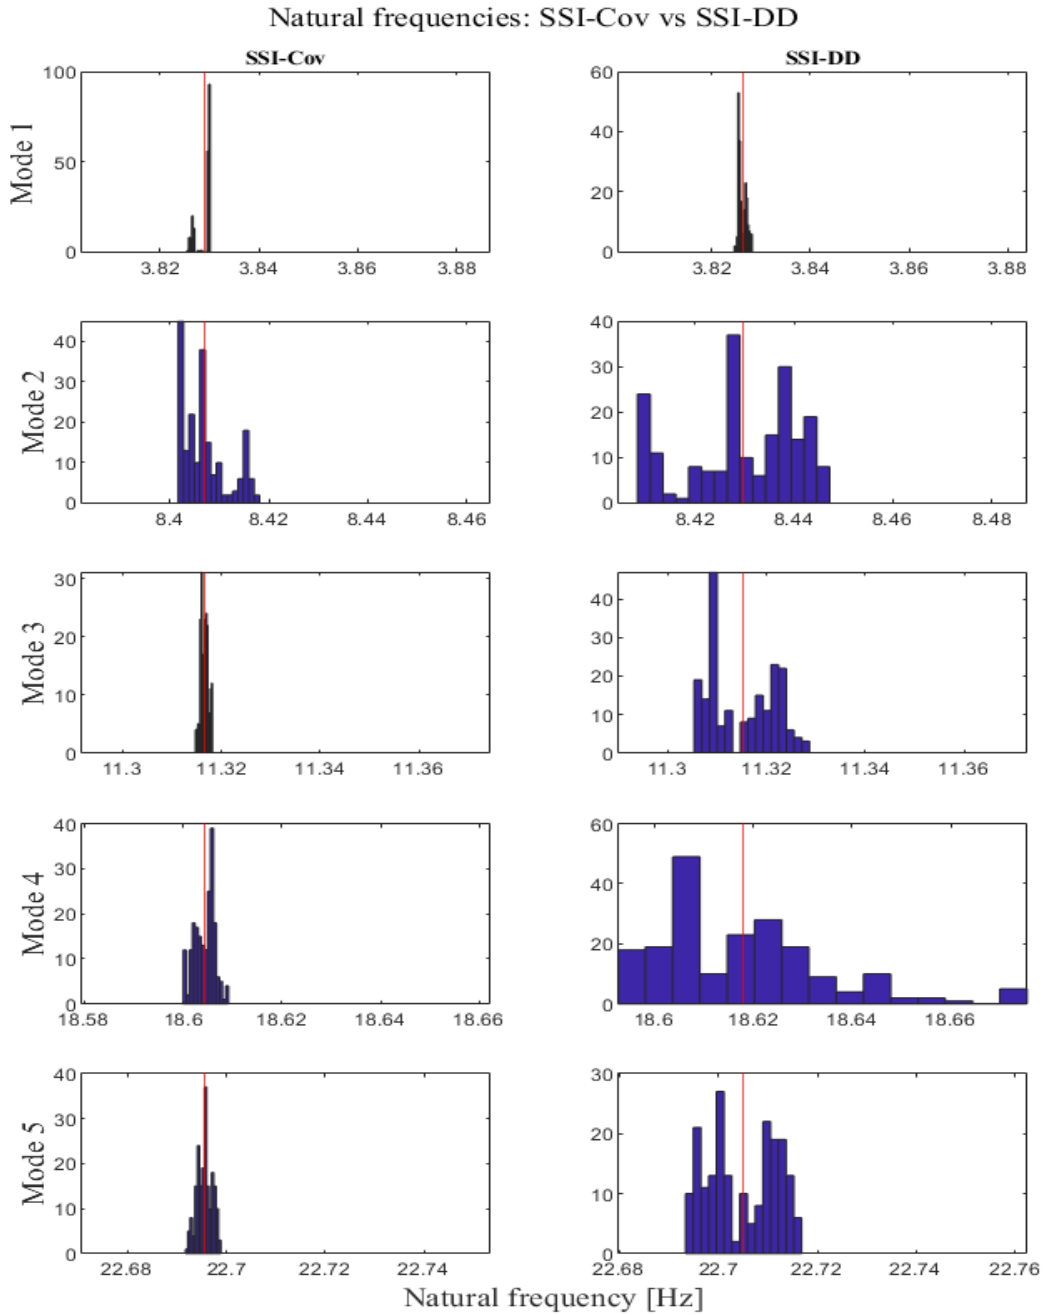 Natural frequencies: SSI-Cov vs SSI-DD
SSI-Cov
SSI-DD
Mode 1
100
50
0
3.82 3.84 3.86 3.88
60
40
20
0
3.82 3.84 3.86 3.88
Mode 2
40
30
20
10
0
8.4 8.42 8.44 8.46
40
30
20
10
0
8.42 8.44 8.46 8.48
Mode 3
30
20
10
0
11.3 11.32 11.34 11.36
40
30
20
10
0
11.3 11.32 11.34 11.36
Mode 4
40
30
20
10
0
18.58 18.6 18.62 18.64 18.66
60
40
20
0
18.6 18.62 18.64 18.66
Mode 5
40
30
20
10
0
22.68 22.7 22.72 22.74
30
20
10
0
22.68 22.7 22.72 22.74 22.76
Natural frequency [Hz]